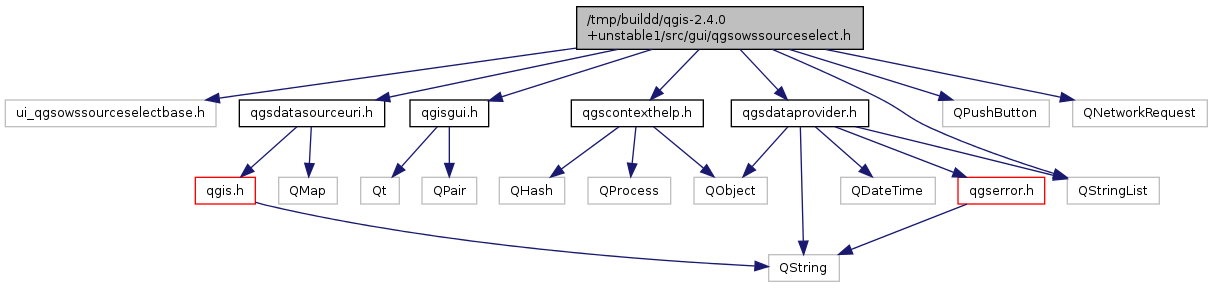 /tmp/buildd/qgis-2.4.0
+unstable1/src/gui/qgsowssourceselect.h
ui_qgsowssourceselectbase.h
qgsdatasourceuri.h
qgisgui.h
qgscontexthelp.h
qgsdataprovider.h
QPushButton
QNetworkRequest
qgis.h
QMap
Qt
QPair
QHash
QProcess
QObject
QDateTime
qgserror.h
QStringList
QString